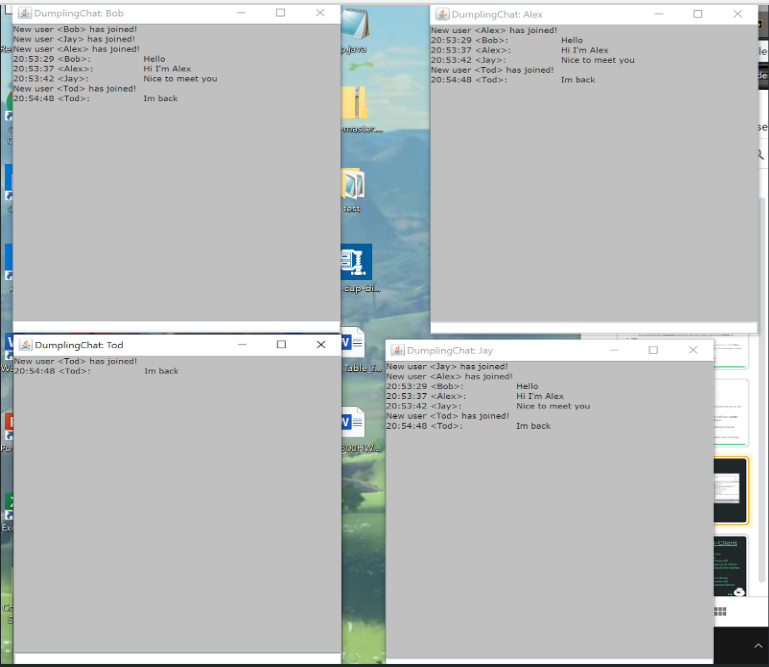 DumplingChat: Bob
New user <Bob> has joined!
New user <Jay> has joined!
New user <Alex> has joined!
20:53:29 <Bob>: Hello
20:53:37 <Alex>: Hi I'm Alex
20:53:42 <Jay>: Nice to meet you
New user <Tod> has joined!
20:54:48 <Tod>: Im back
DumplingChat: Alex
New user <Alex> has joined!
20:53:29 <Bob>: Hello
20:53:37 <Alex>: Hi I'm Alex
20:53:42 <Jay>: Nice to meet you
New user <Tod> has joined!
20:54:48 <Tod>: Im back
test
DumplingChat: Tod
New user <Tod> has joined!
20:54:48 <Tod>: Im back
DumplingChat: Jay
New user <Jay> has joined!
New user <Alex> has joined!
20:53:29 <Bob>: Hello
20:53:37 <Alex>: Hi I'm Alex
20:53:42 <Jay>: Nice to meet you
New user <Tod> has joined!
20:54:48 <Tod>: Im back